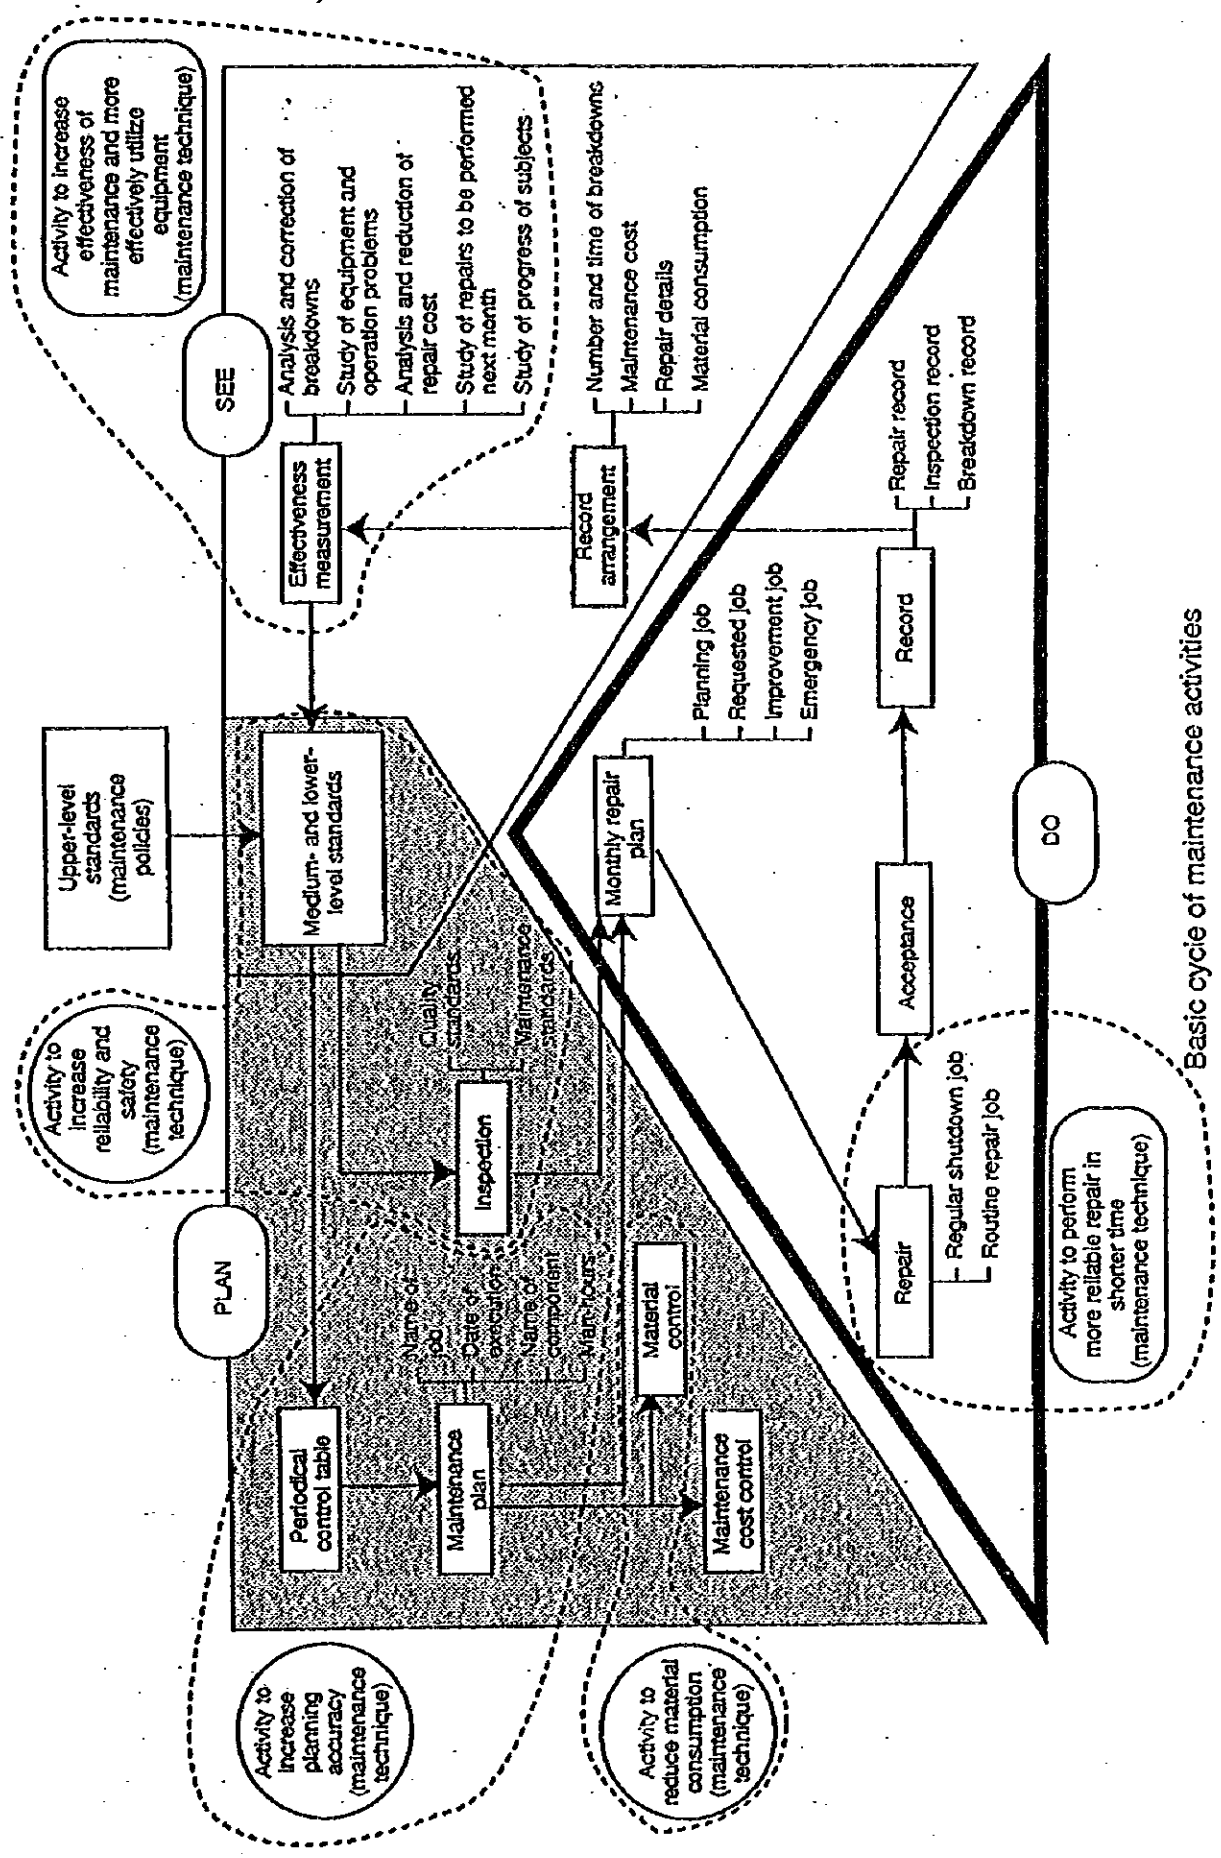 Activity to
increase
planning
accuracy
(maintenance
technique)
PLAN
Activity to
increase
reliability and
safety
(maintenance
technique)
Upper-level
standards
(maintenance
policies)
SEE
Activity to increase
effectiveness of
maintenance and more
effectively utilize
equipment
(maintenance technique)
Periodical
control table
Medium- and lower-
level standards
Effectiveness
measurement
Analysis and correction of
breakdowns
Study of equipment and
operation problems
Analysis and reduction of
repair cost
Study of repairs to be performed
next month
Study of progress of subjects
Maintenance
plan
Name of
job
Date of
execution
Name of
component
Man-hours
Inspection
Quality
standards
Maintenance
standards
Activity to
reduce material
consumption
(maintenance
technique)
Material
control
Maintenance
cost control
Monthly repair
plan
Planning job
Requested job
Improvement job
Emergency job
Record
arrangement
Number and time of breakdowns
Maintenance cost
Repair details
Material consumption
Repair
Regular shutdown job
Routine repair job
Acceptance
Record
Repair record
Inspection record
Breakdown record
Activity to perform
more reliable repair in
shorter time
(maintenance technique)
DO
Basic cycle of maintenance activities